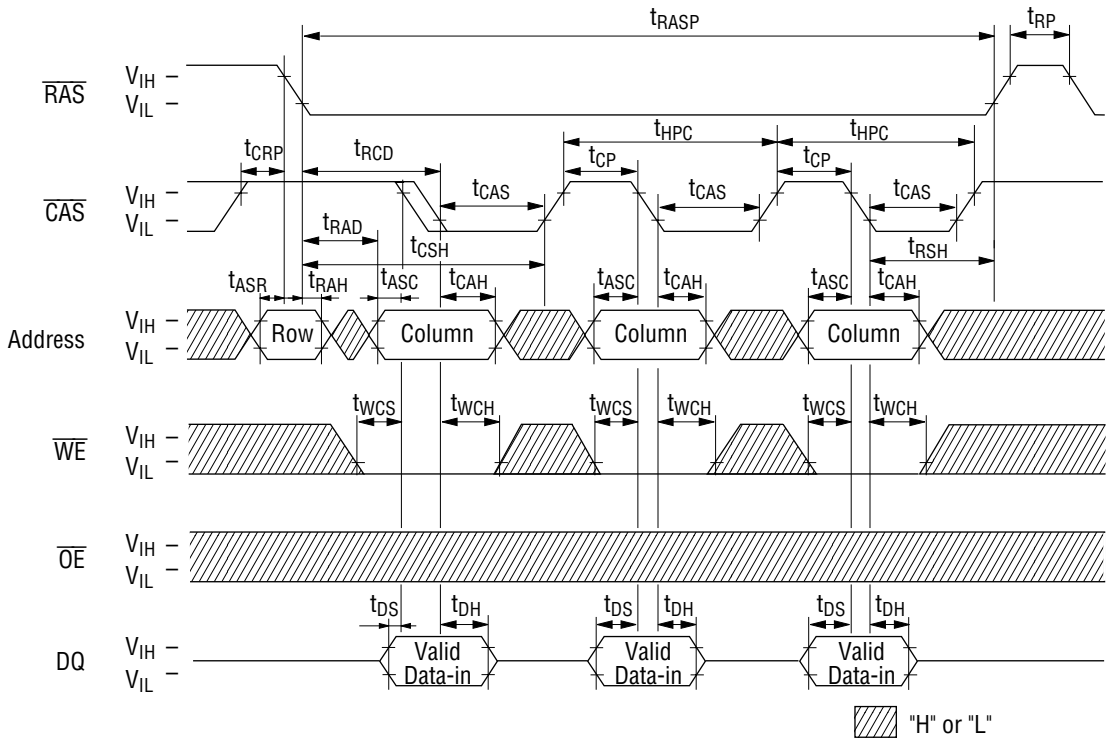 tRASP
tRP
RAS
VIH
VIL
tCRP
tRCD
tHPC
tHPC
tCP
tCP
CAS
VIH
VIL
tCAS
tCAS
tCAS
tRAD
tCSH
tRSH
tASR
tRAH
tASC
tCAH
tASC
tCAH
tASC
tCAH
Address
VIH
VIL
Row
Column
Column
Column
tWCS
tWCH
tWCS
tWCH
tWCS
tWCH
WE
VIH
VIL
OE
VIH
VIL
tDS
tDH
tDS
tDH
tDS
tDH
DQ
VIH
VIL
Valid
Data-in
Valid
Data-in
Valid
Data-in
"H" or "L"